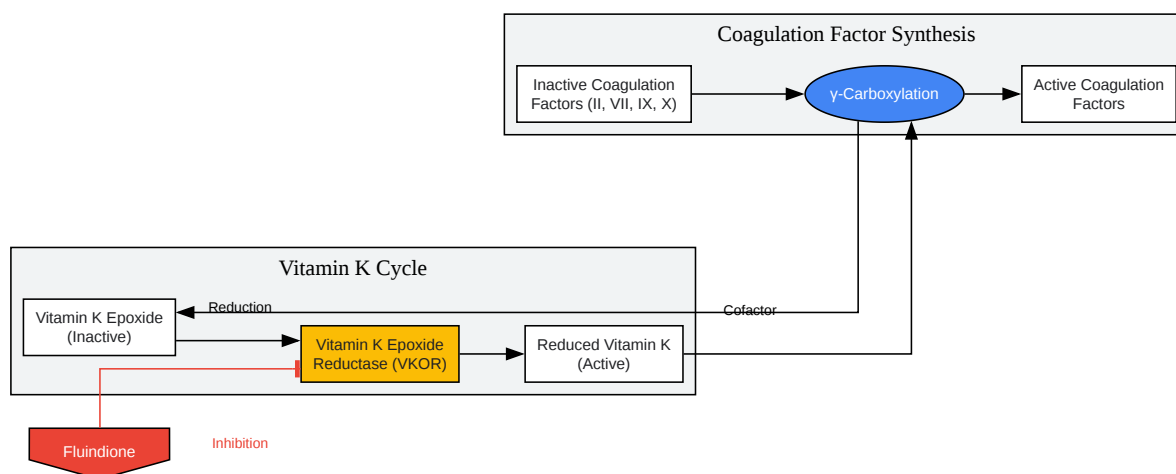 Coagulation Factor Synthesis
Inactive Coagulation
Factors (II, VII, IX, X)
γ-Carboxylation
Active Coagulation
Factors
Vitamin K Cycle
Reduction
Cofactor
Vitamin K Epoxide
(Inactive)
Vitamin K Epoxide
Reductase (VKOR)
Reduced Vitamin K
(Active)
Fluindione
Inhibition